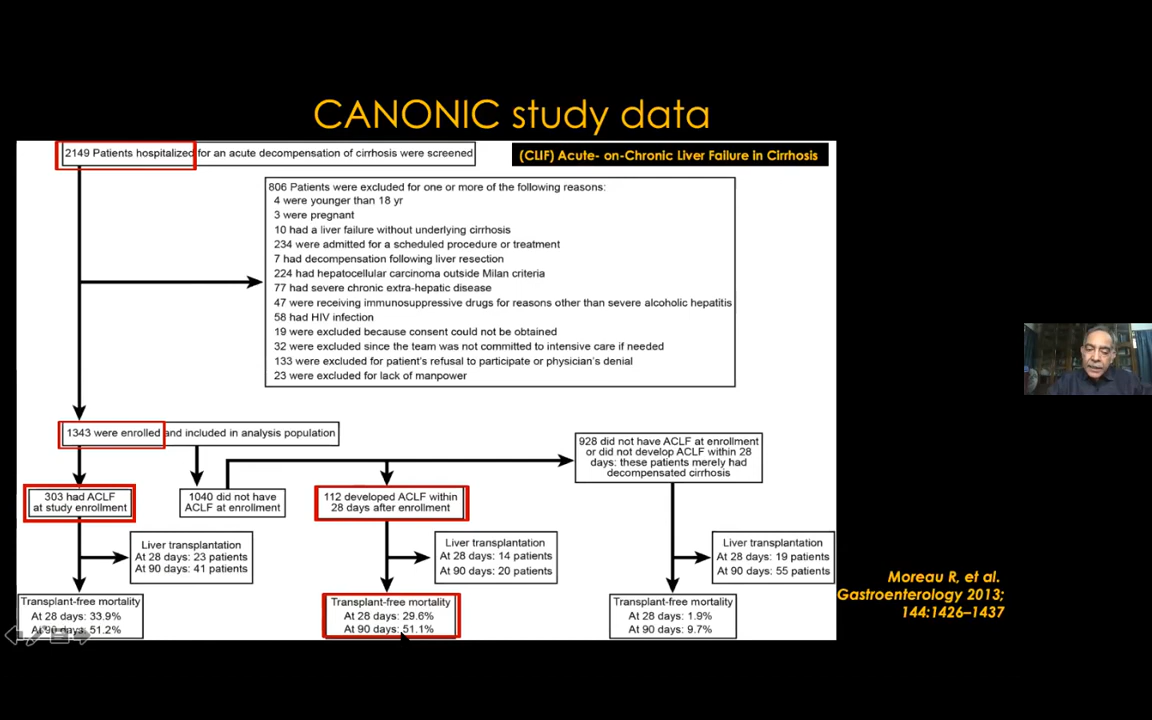 CANONIC study data
2149 Patients hospitalized for an acute decompensation of cirrhosis were screened
(CLIF) Acute- on-Chronic Liver Failure in Cirrhosis
806 Patients were excluded for one or more of the following reasons:
4 were younger than 18 yr
3 were pregnant
10 had a liver failure without underlying cirrhosis
234 were admitted for a scheduled procedure or treatment
7 had decompensation following liver resection
224 had hepatocellular carcinoma outside Milan criteria
77 had severe chronic extra-hepatic disease
47 were receiving immunosuppressive drugs for reasons other than severe alcoholic hepatitis
58 had HIV infection
19 were excluded because consent could not be obtained
32 were excluded since the team was not committed to intensive care if needed
133 were excluded for patient's refusal to participate or physician's denial
23 were excluded for lack of manpower
1343 were enrolled and included in analysis population
928 did not have ACLF at enrollment
or did not develop ACLF within 28
days: these patients merely had
decompensated cirrhosis
303 had ACLF
at study enrollment
1040 did not have
ACLF at enrollment
112 developed ACLF within
28 days after enrollment
Liver transplantation
At 28 days: 23 patients
At 90 days: 41 patients
Liver transplantation
At 28 days: 14 patients
At 90 days: 20 patients
Liver transplantation
At 28 days: 19 patients
At 90 days: 55 patients
Transplant-free mortality
At 28 days: 33.9%
At 90 days: 51.2%
Transplant-free mortality
At 28 days: 29.6%
At 90 days: 51.1%
Transplant-free mortality
At 28 days: 1.9%
At 90 days: 9.7%
Moreau R, et al.
Gastroenterology 2013;
144:1426–1437